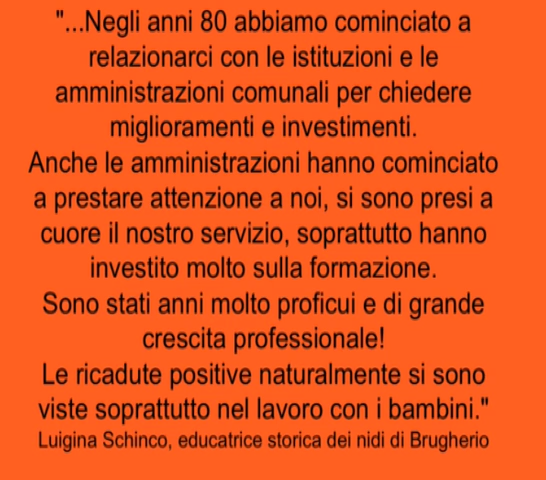 "...Negli anni 80 abbiamo cominciato a
relazionarci con le istituzioni e le
amministrazioni comunali per chiedere
miglioramenti e investimenti.
Anche le amministrazioni hanno cominciato
a prestare attenzione a noi, si sono presi a
cuore il nostro servizio, soprattutto hanno
investito molto sulla formazione.
Sono stati anni molto proficui e di grande
crescita professionale!
Le ricadute positive naturalmente si sono
viste soprattutto nel lavoro con i bambini."
Luigina Schinco, educatrice storica dei nidi di Brugherio